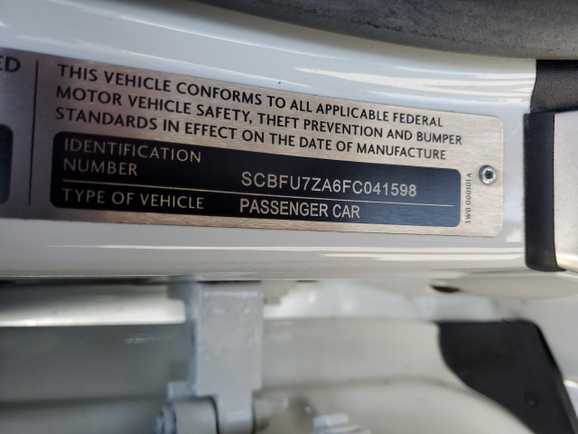 ED
THIS VEHICLE CONFORMS TO ALL APPLICABLE FEDERAL
MOTOR VEHICLE SAFETY, THEFT PREVENTION AND BUMPER
STANDARDS IN EFFECT ON THE DATE OF MANUFACTURE
IDENTIFICATION
NUMBER SCBFU7ZA6FC041598
TYPE OF VEHICLE PASSENGER CAR